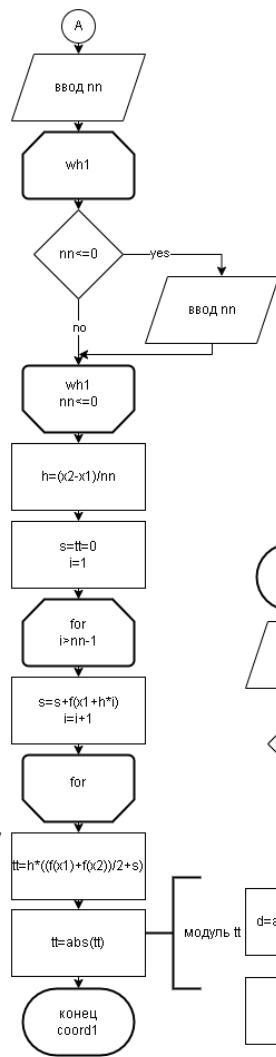 A
ввод nn
wh1
nn<=0
yes
ввод nn
no
wh1
nn<=0
h=(x2-x1)/nn
s=tt=0
i=1
for
i>nn-1
s=s+f(x1+h*i)
i=i+1
for
tt=h*((f(x1)+f(x2))/2+s)
tt=abs(tt)
модуль tt
конец
coord1